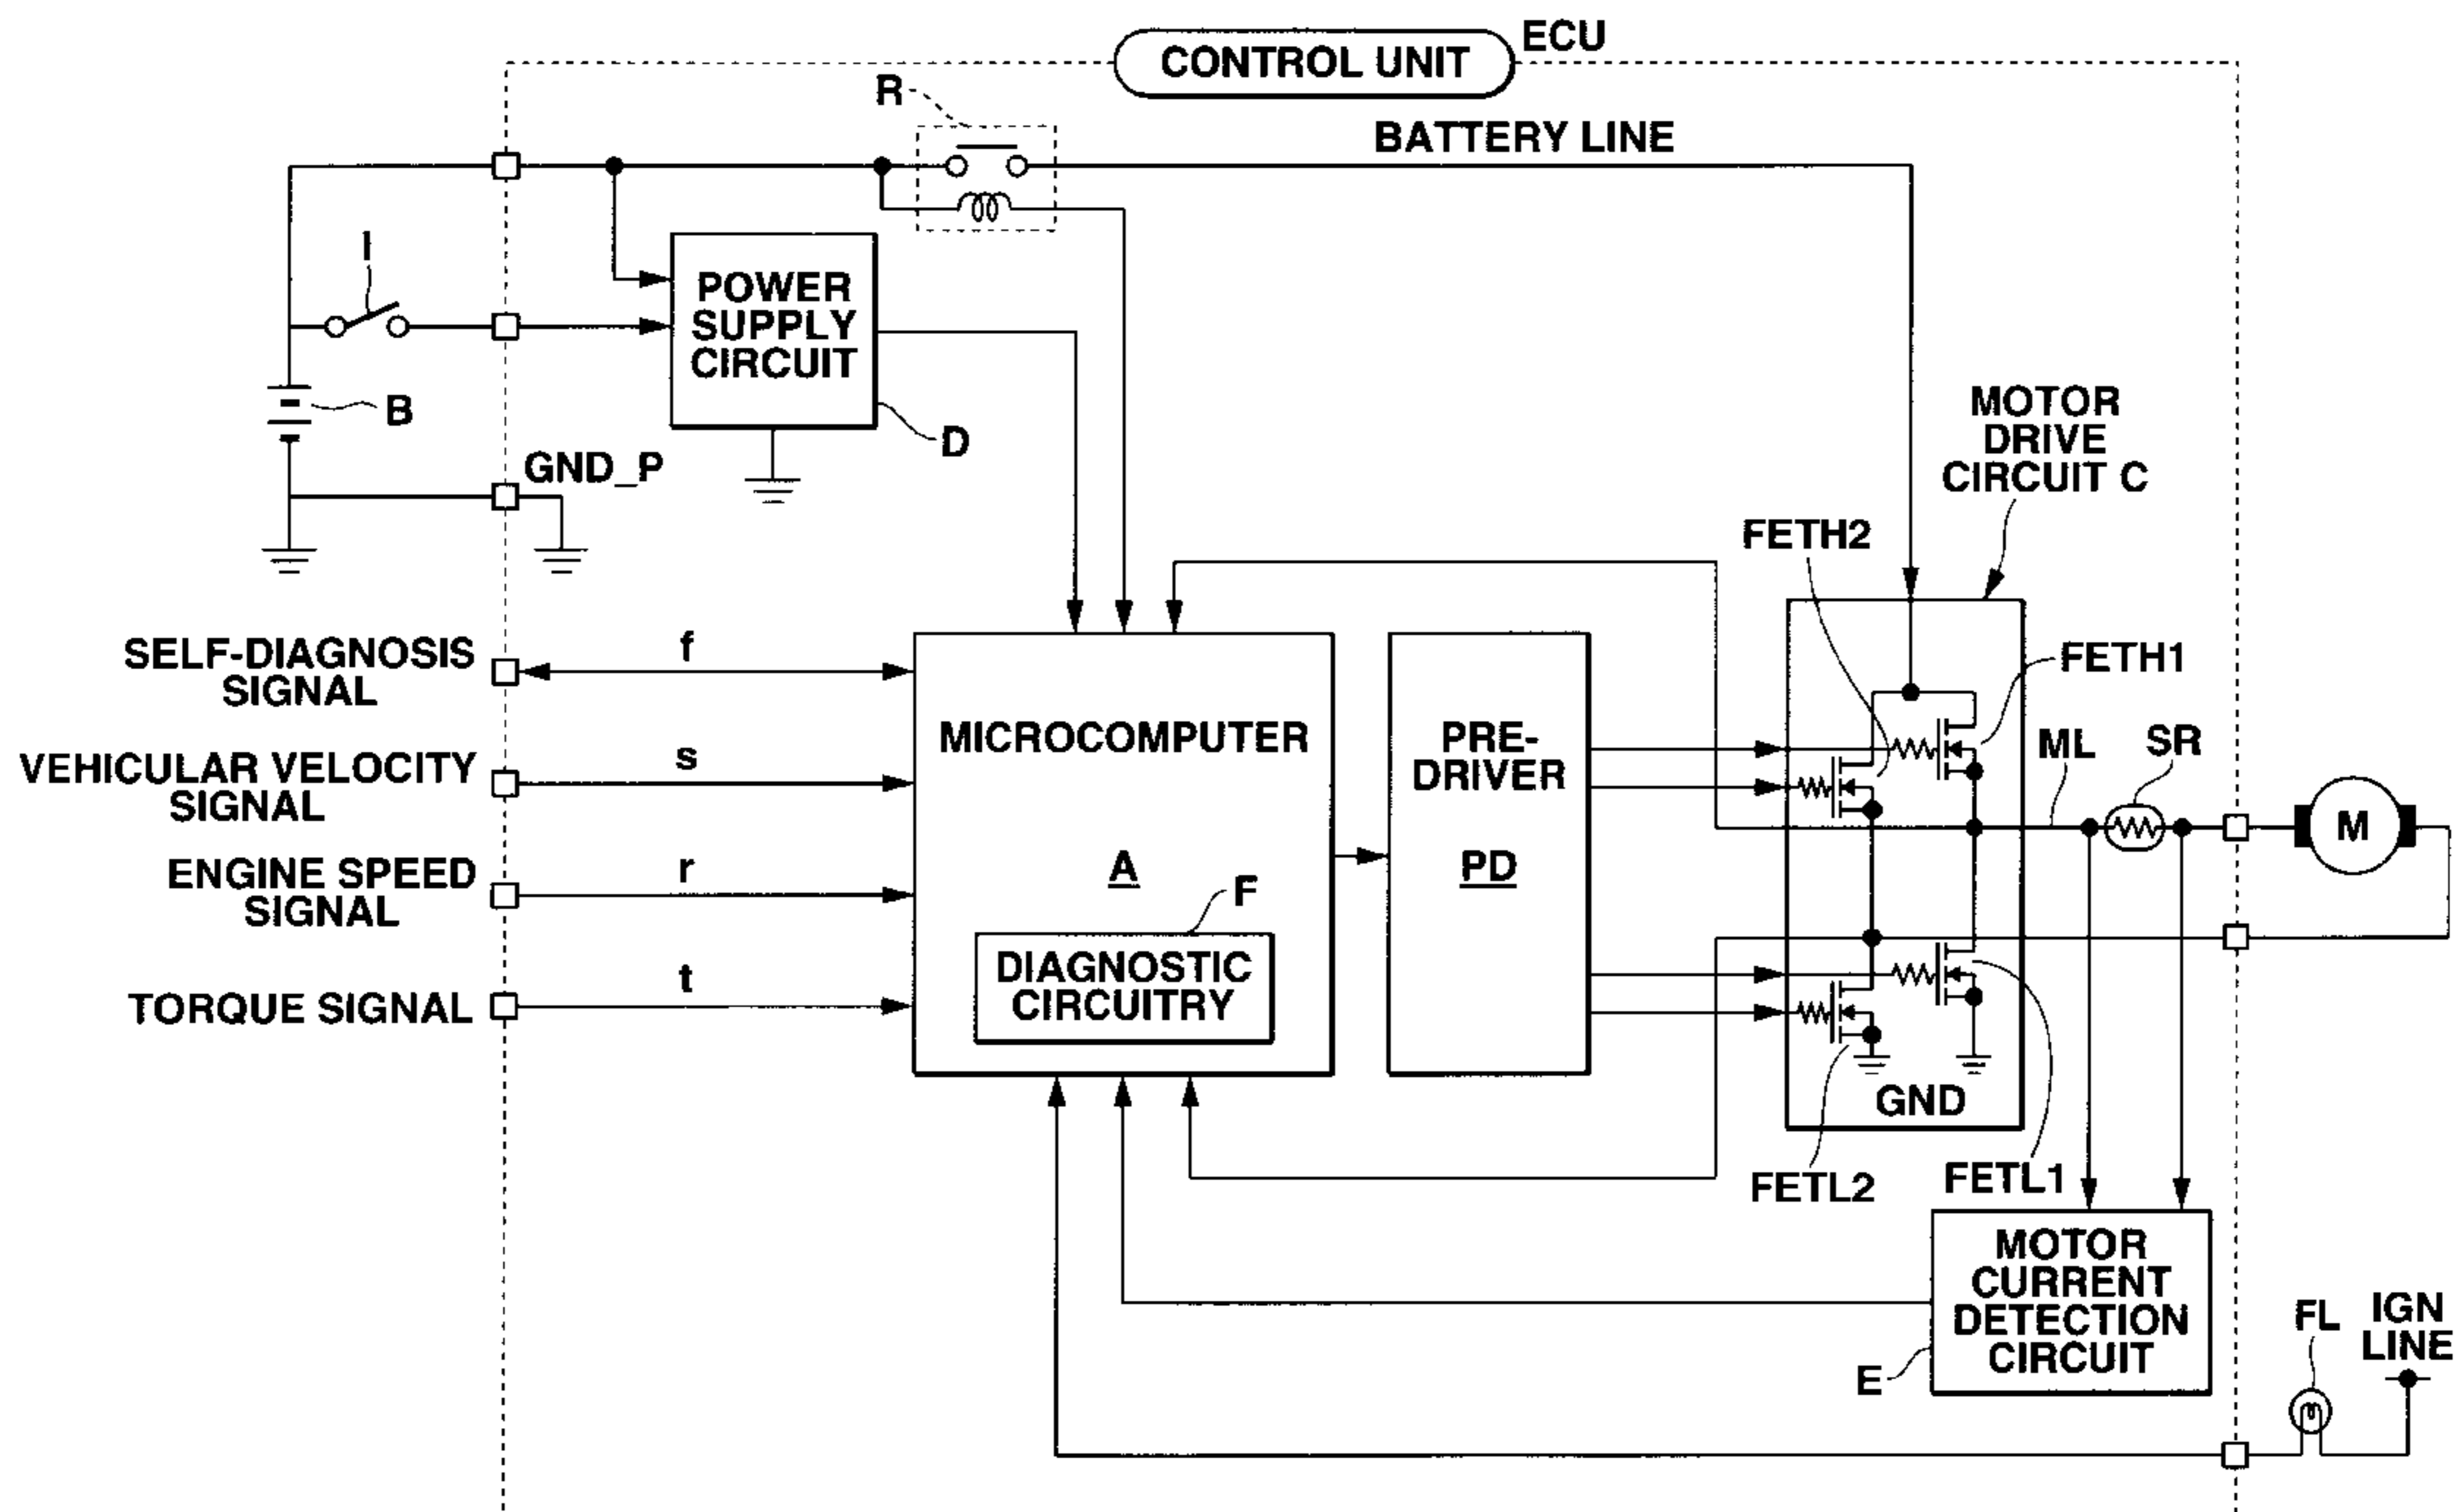 CONTROL UNIT
ECU
R
BATTERY LINE
I
POWER
SUPPLY
CIRCUIT
B
D
GND_P
MOTOR
DRIVE
CIRCUIT C
FETH2
FETH1
SELF-DIAGNOSIS
SIGNAL
f
VEHICULAR VELOCITY
SIGNAL
s
ENGINE SPEED
SIGNAL
r
TORQUE SIGNAL
t
MICROCOMPUTER
A
F
DIAGNOSTIC
CIRCUITRY
PRE-
DRIVER
PD
ML
SR
M
GND
FETL2
FETL1
MOTOR
CURRENT
DETECTION
CIRCUIT
E
FL
IGN
LINE